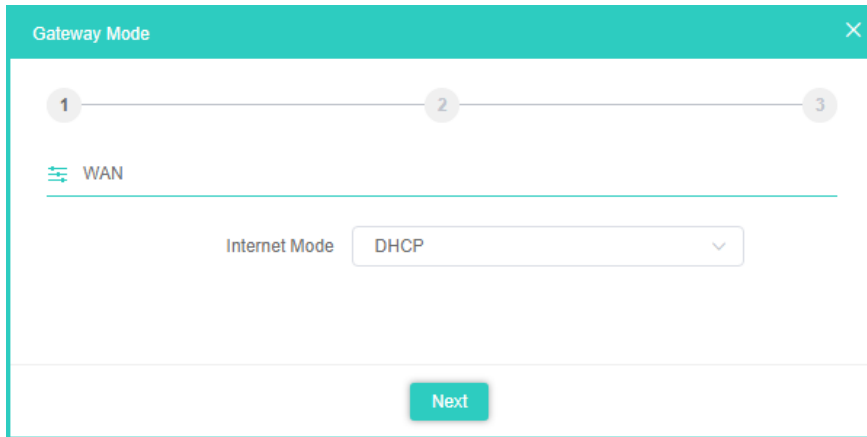 Gateway Mode
1 2 3
WAN
Internet Mode DHCP
Next